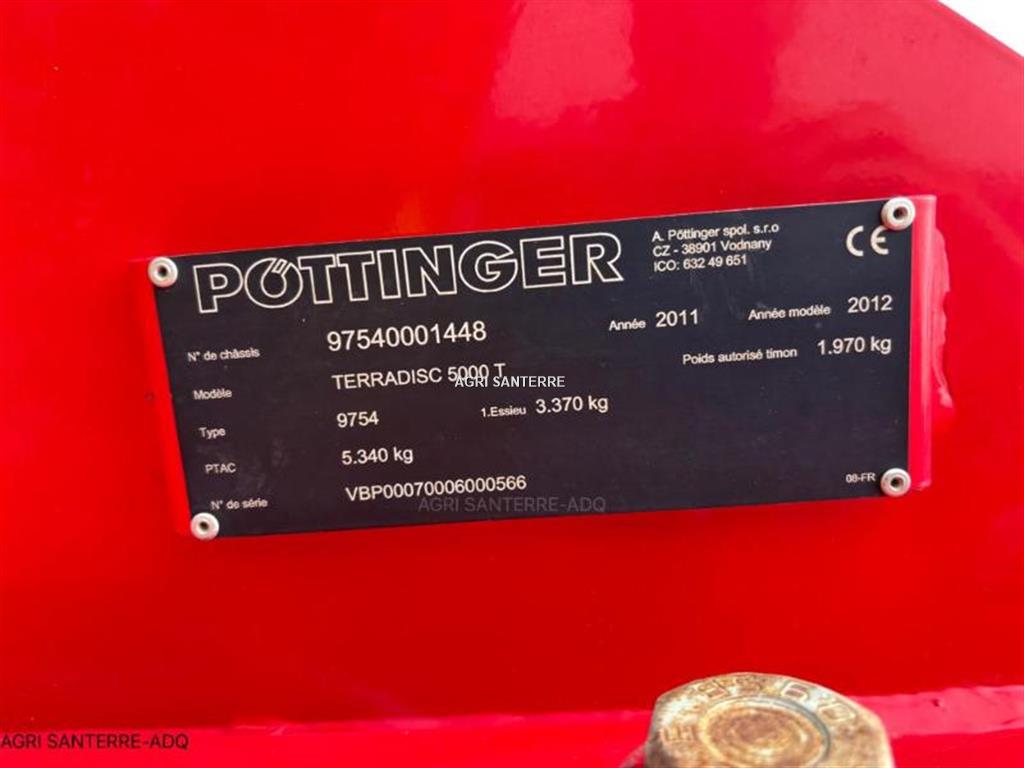 PÖTTINGER
A. Pöttinger spol. s.r.o
CZ - 38901 Vodnany
ICO: 632 49 651
CE
N° de châssis 97540001448 Année 2011 Année modèle 2012
Modèle TERRADISC 5000 T Poids autorisé timon 1.970 kg
AGRI SANTERRE
Type 9754 1.Essieu 3.370 kg
PTAC 5.340 kg
N° de série VBP00070006000566
08-FR
AGRI SANTERRE-ADQ
AGRI SANTERRE-ADQ